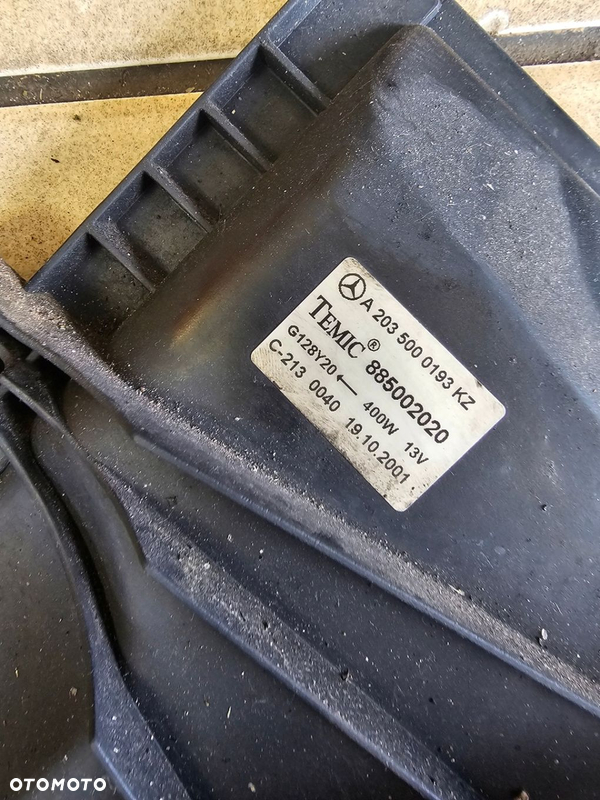 A 203 500 0193 KZ
TEMIC® 885002020
G128Y20 ← 400W 13V
C-213 0040 19.10.2001
OTOMOTO